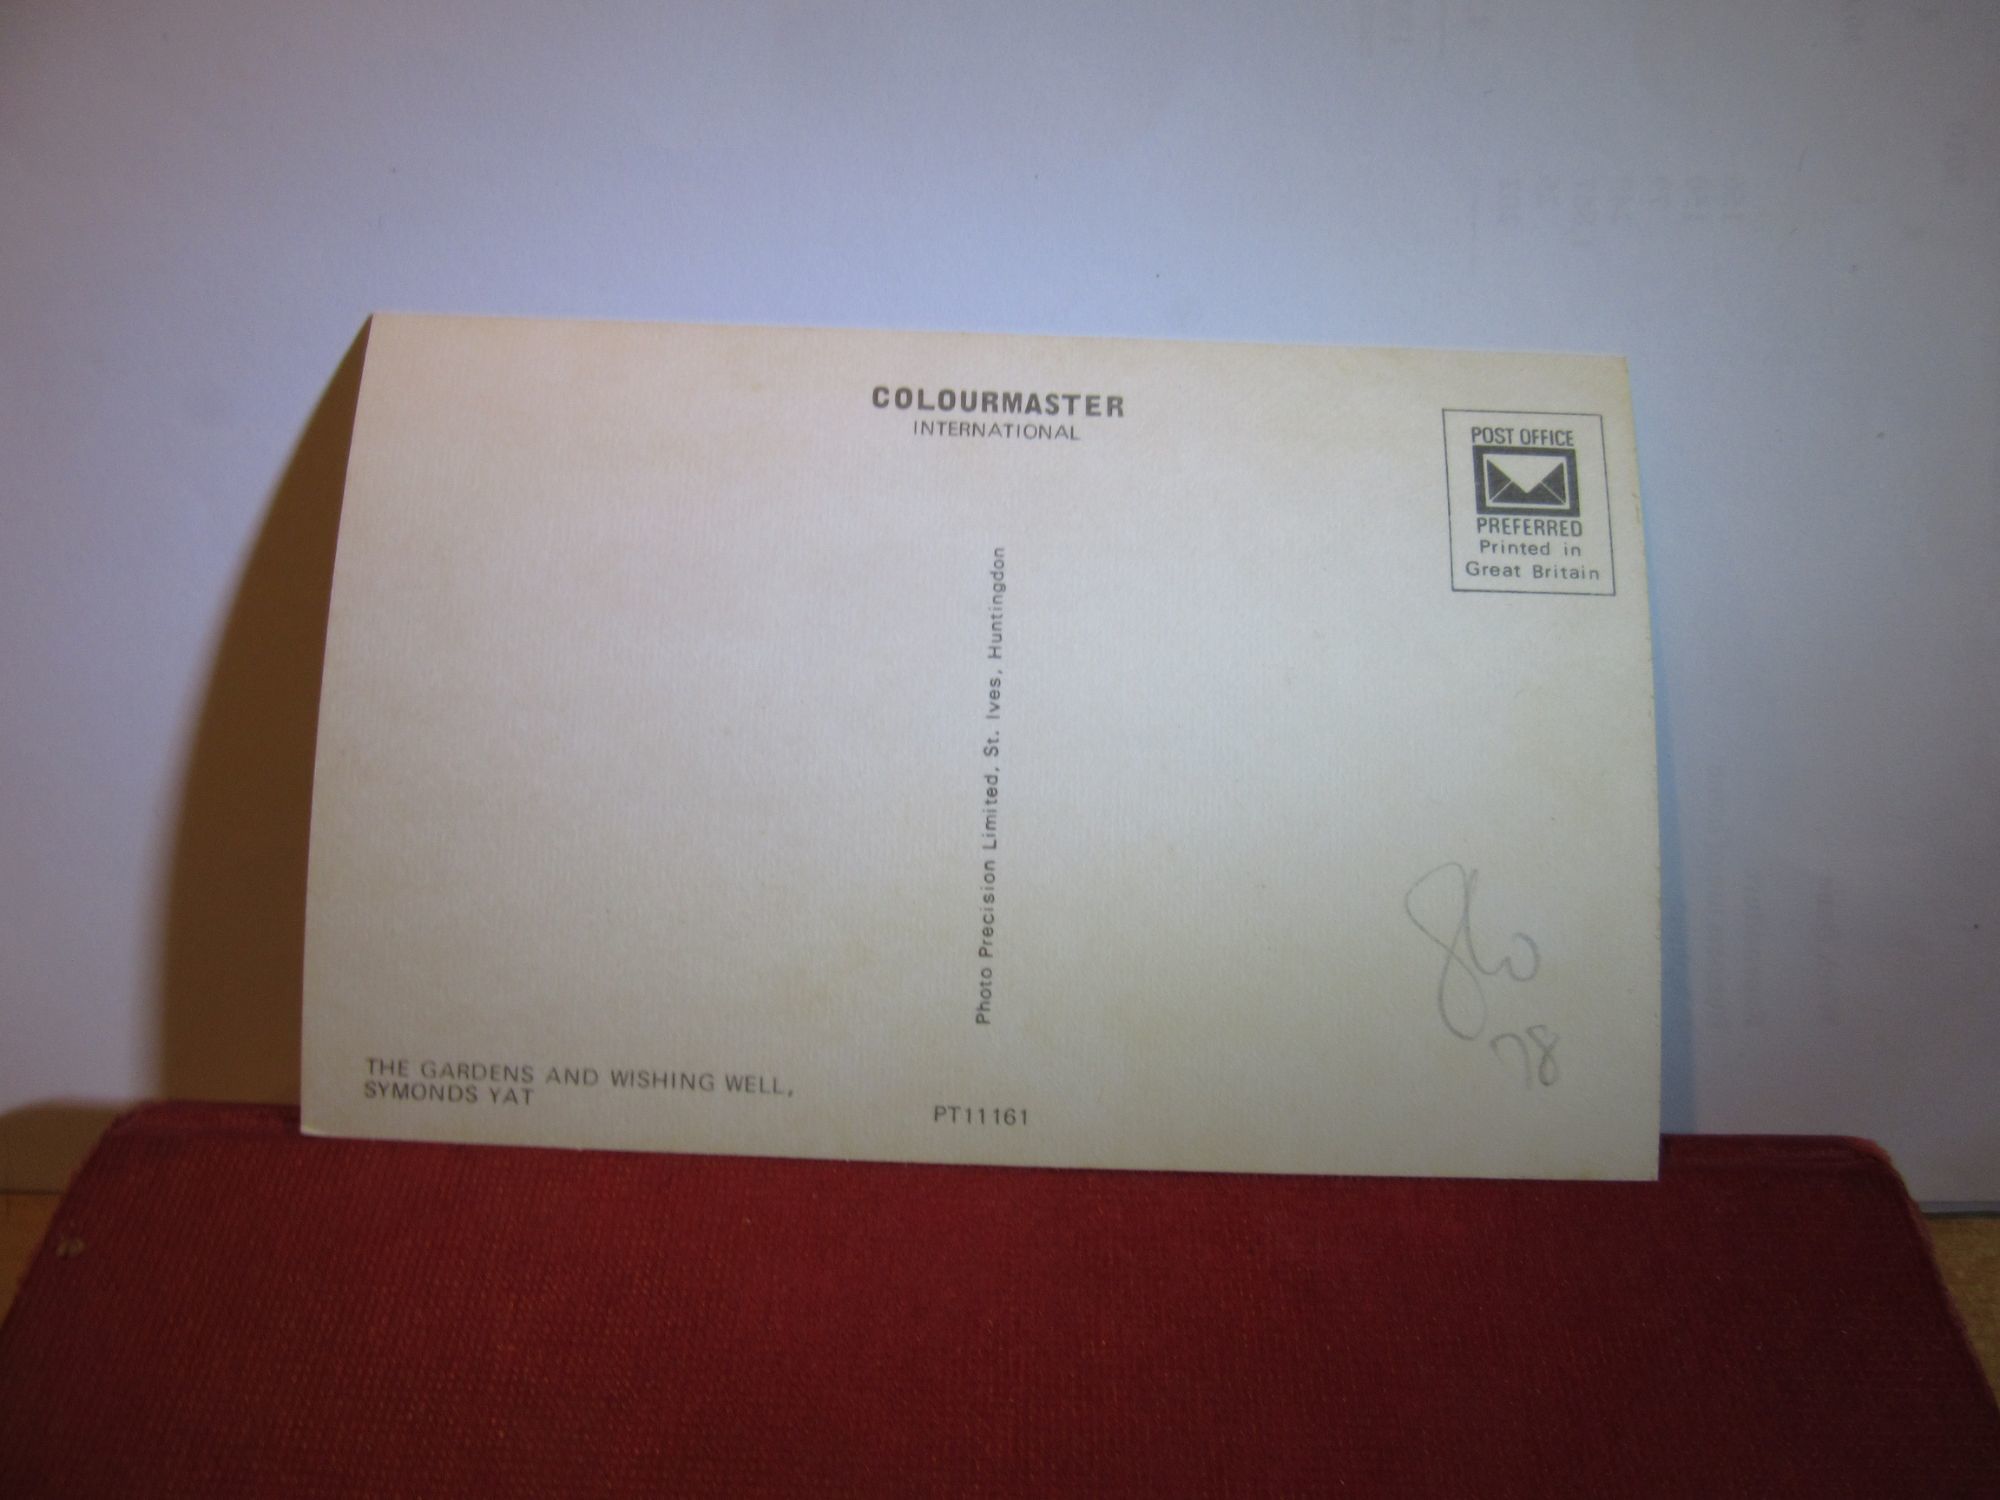 COLOURMASTER
INTERNATIONAL
POST OFFICE
PREFERRED
Printed in
Great Britain
Photo Precision Limited, St. Ives, Huntingdon
78
THE GARDENS AND WISHING WELL,
SYMONDS YAT
PT11161